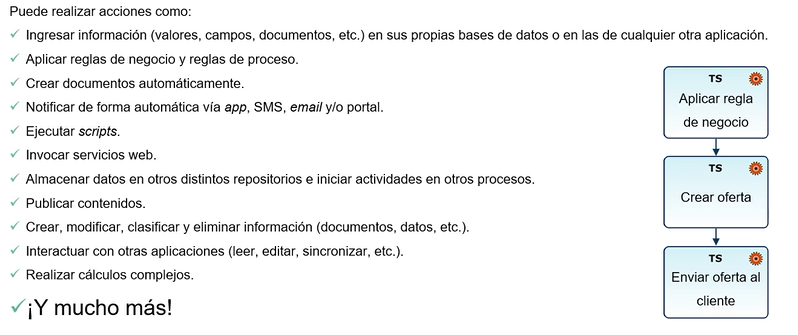 Puede realizar acciones como:
✓ Ingresar información (valores, campos, documentos, etc.) en sus propias bases de datos o en las de cualquier otra aplicación.
✓ Aplicar reglas de negocio y reglas de proceso.
✓ Crear documentos automáticamente.
✓ Notificar de forma automática vía app, SMS, email y/o portal.
✓ Ejecutar scripts.
✓ Invocar servicios web.
✓ Almacenar datos en otros distintos repositorios e iniciar actividades en otros procesos.
✓ Publicar contenidos.
✓ Crear, modificar, clasificar y eliminar información (documentos, datos, etc.).
✓ Interactuar con otras aplicaciones (leer, editar, sincronizar, etc.).
✓ Realizar cálculos complejos.
✓ ¡Y mucho más!
TS
Aplicar regla
de negocio
TS
Crear oferta
TS
Enviar oferta al
cliente